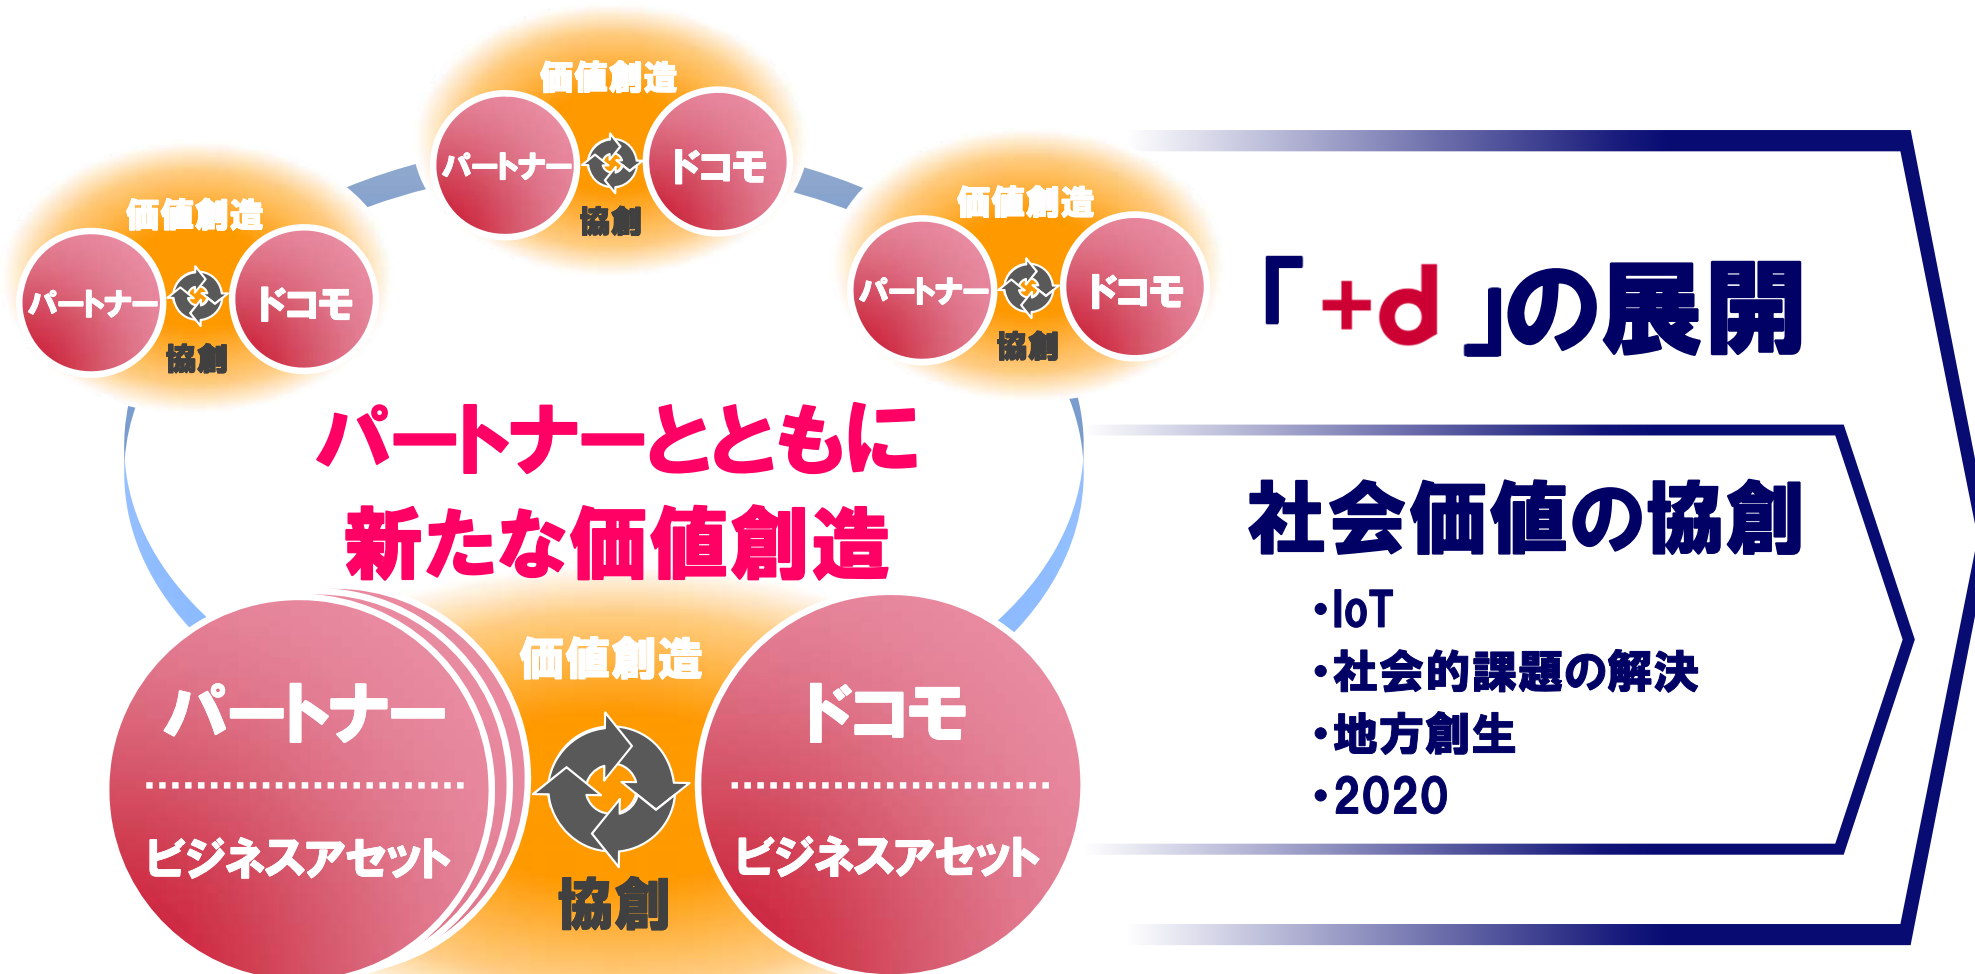 価値創造
パートナー
ドコモ
協創
価値創造
パートナー
ドコモ
協創
価値創造
パートナー
ドコモ
協創
パートナーとともに
新たな価値創造
価値創造
パートナー
ビジネスアセット
ドコモ
ビジネスアセット
協創
「+d」の展開
社会価値の協創
・IoT
・社会的課題の解決
・地方創生
・2020